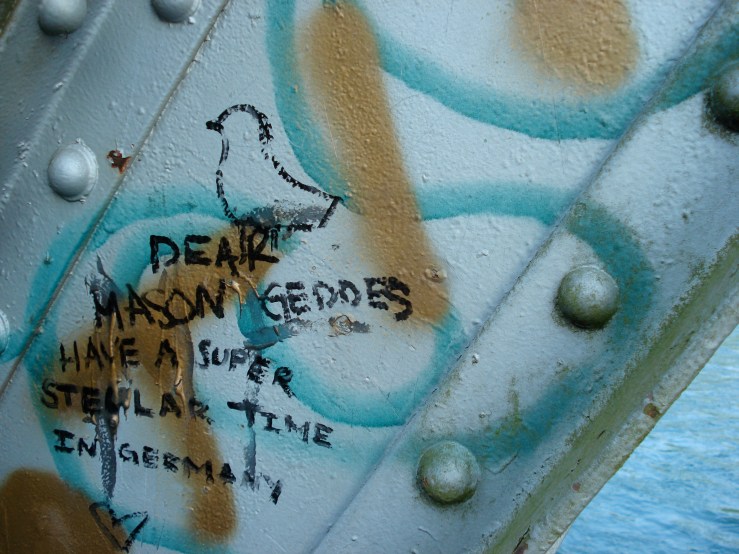 DEAR
MASON GEDDES
HAVE A SUPER
STELLAR TIME
IN GERMANY